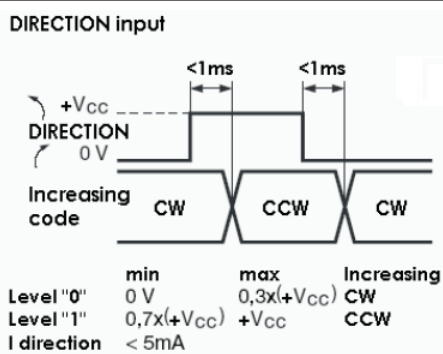 DIRECTION input
<1ms <1ms
+Vcc
DIRECTION
0 V
Increasing code
CW CCW CW
min max Increasing
Level "0" 0 V 0,3x(+Vcc) CW
Level "1" 0,7x(+Vcc) +Vcc CCW
I direction < 5mA